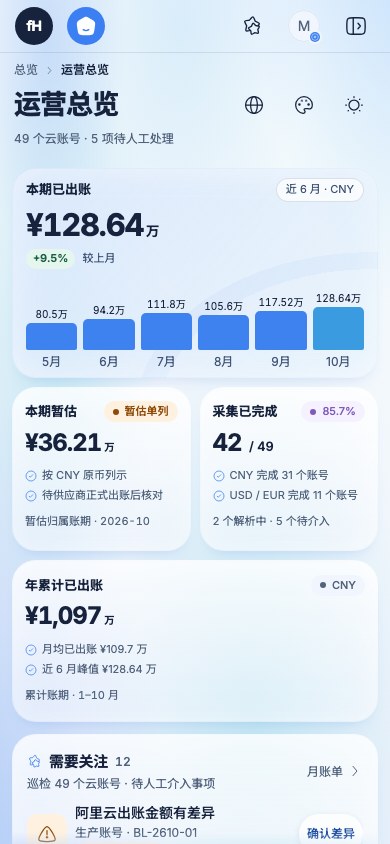 fH
M
总览 > 运营总览
运营总览
49 个云账号 · 5 项待人工处理
本期已出账
近 6 月 · CNY
¥128.64万
+9.5% 较上月
80.5万 94.2万 111.8万 105.6万 117.52万 128.64万
5月 6月 7月 8月 9月 10月
本期暂估
暂估单列
¥36.21万
按 CNY 原币列示
待供应商正式出账后核对
暂估归属账期 · 2026-10
采集已完成
85.7%
42 / 49
CNY 完成 31 个账号
USD / EUR 完成 11 个账号
2 个解析中 · 5 个待介入
年累计已出账
CNY
¥1,097万
月均已出账 ¥109.7 万
近 6 月峰值 ¥128.64 万
累计账期 · 1–10 月
需要关注 12
巡检 49 个云账号 · 待人工介入事项
月账单
阿里云出账金额有差异
生产账号 · BL-2610-01
确认差异